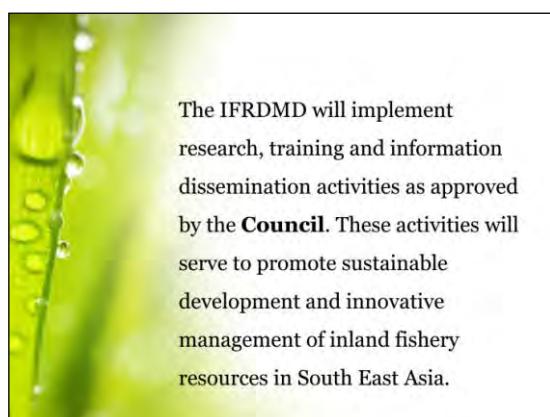 The IFRDMD will implement
research, training and information
dissemination activities as approved
by the Council. These activities will
serve to promote sustainable
development and innovative
management of inland fishery
resources in South East Asia.